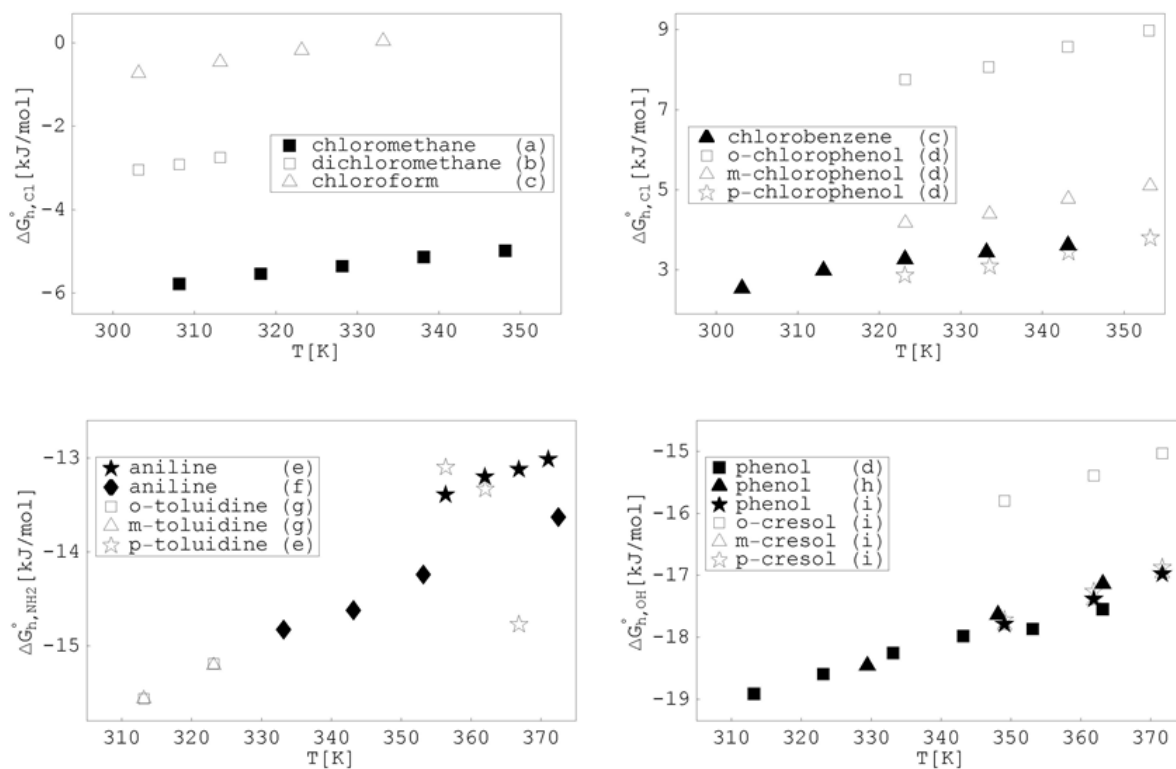 ΔG°h,Cl [kJ/mol]
0
-2
-4
-6
chloromethane (a)
dichloromethane (b)
chloroform (c)
300 310 320 330 340 350
T[K]
ΔG°h,Cl [kJ/mol]
9
7
5
3
chlorobenzene (c)
o-chlorophenol (d)
m-chlorophenol (d)
p-chlorophenol (d)
300 310 320 330 340 350
T[K]
ΔG°h,NH2 [kJ/mol]
-13
-14
-15
aniline (e)
aniline (f)
o-toluidine (g)
m-toluidine (g)
p-toluidine (e)
310 320 330 340 350 360 370
T[K]
ΔG°h,OH [kJ/mol]
-15
-16
-17
-18
-19
phenol (d)
phenol (h)
phenol (i)
o-cresol (i)
m-cresol (i)
p-cresol (i)
310 320 330 340 350 360 370
T[K]